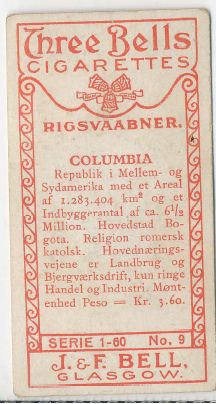 Three Bells
CIGARETTES
RIGSVAABNER.
COLUMBIA
Republik i Mellem- og
Sydamerika med et Areal
af 1.283.404 km² og et
Indbyggerantal af ca. 6½
Million. Hovedstad Bo-
gota. Religion romersk
katolsk. Hovednærings-
vejene er Landbrug og
Bjergværksdrift, kun ringe
Handel og Industri. Mønt-
enhed Peso = Kr. 3.60.
SERIE 1-60 No. 9
J. & F. BELL,
GLASGOW.